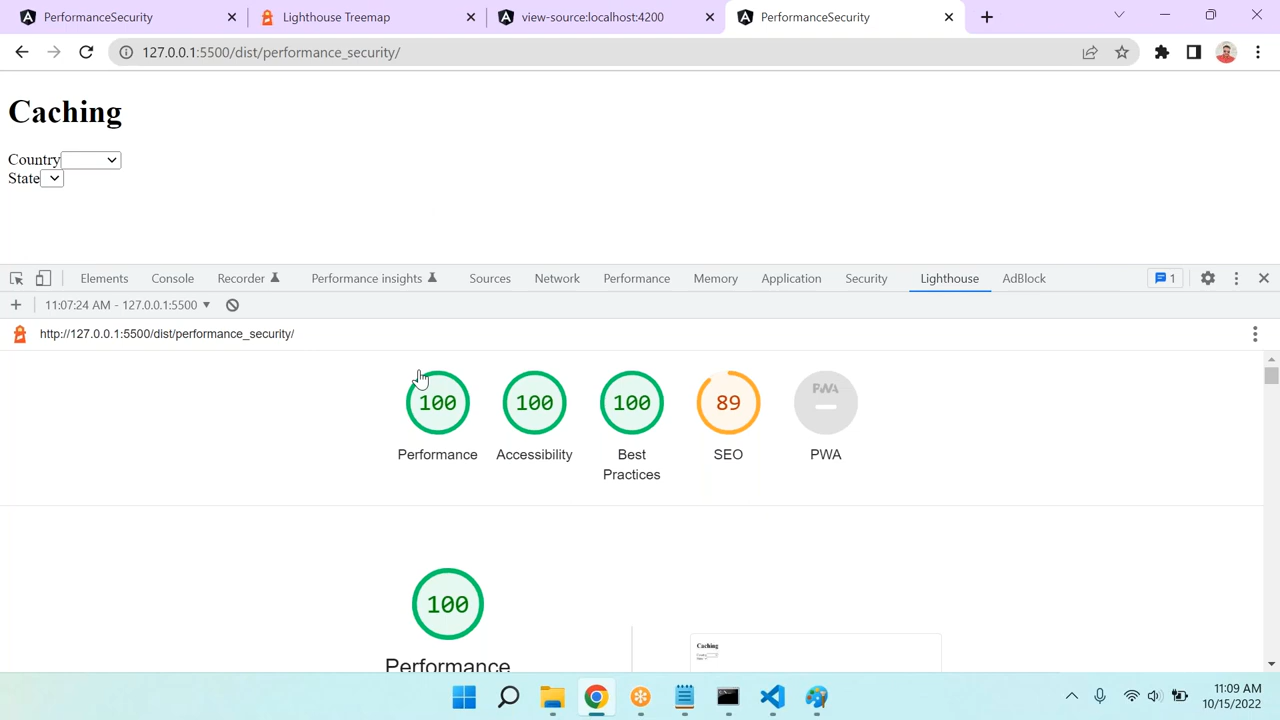 PerformanceSecurity
Lighthouse Treemap
view-source:localhost:4200
PerformanceSecurity
127.0.0.1:5500/dist/performance_security/
Caching
Country
State
Elements
Console
Recorder
Performance insights
Sources
Network
Performance
Memory
Application
Security
Lighthouse
AdBlock
1
11:07:24 AM - 127.0.0.1:5500
http://127.0.0.1:5500/dist/performance_security/
100
100
100
89
PWA
Performance
Accessibility
Best
Practices
SEO
PWA
100
Performance
Caching
11:09 AM
10/15/2022